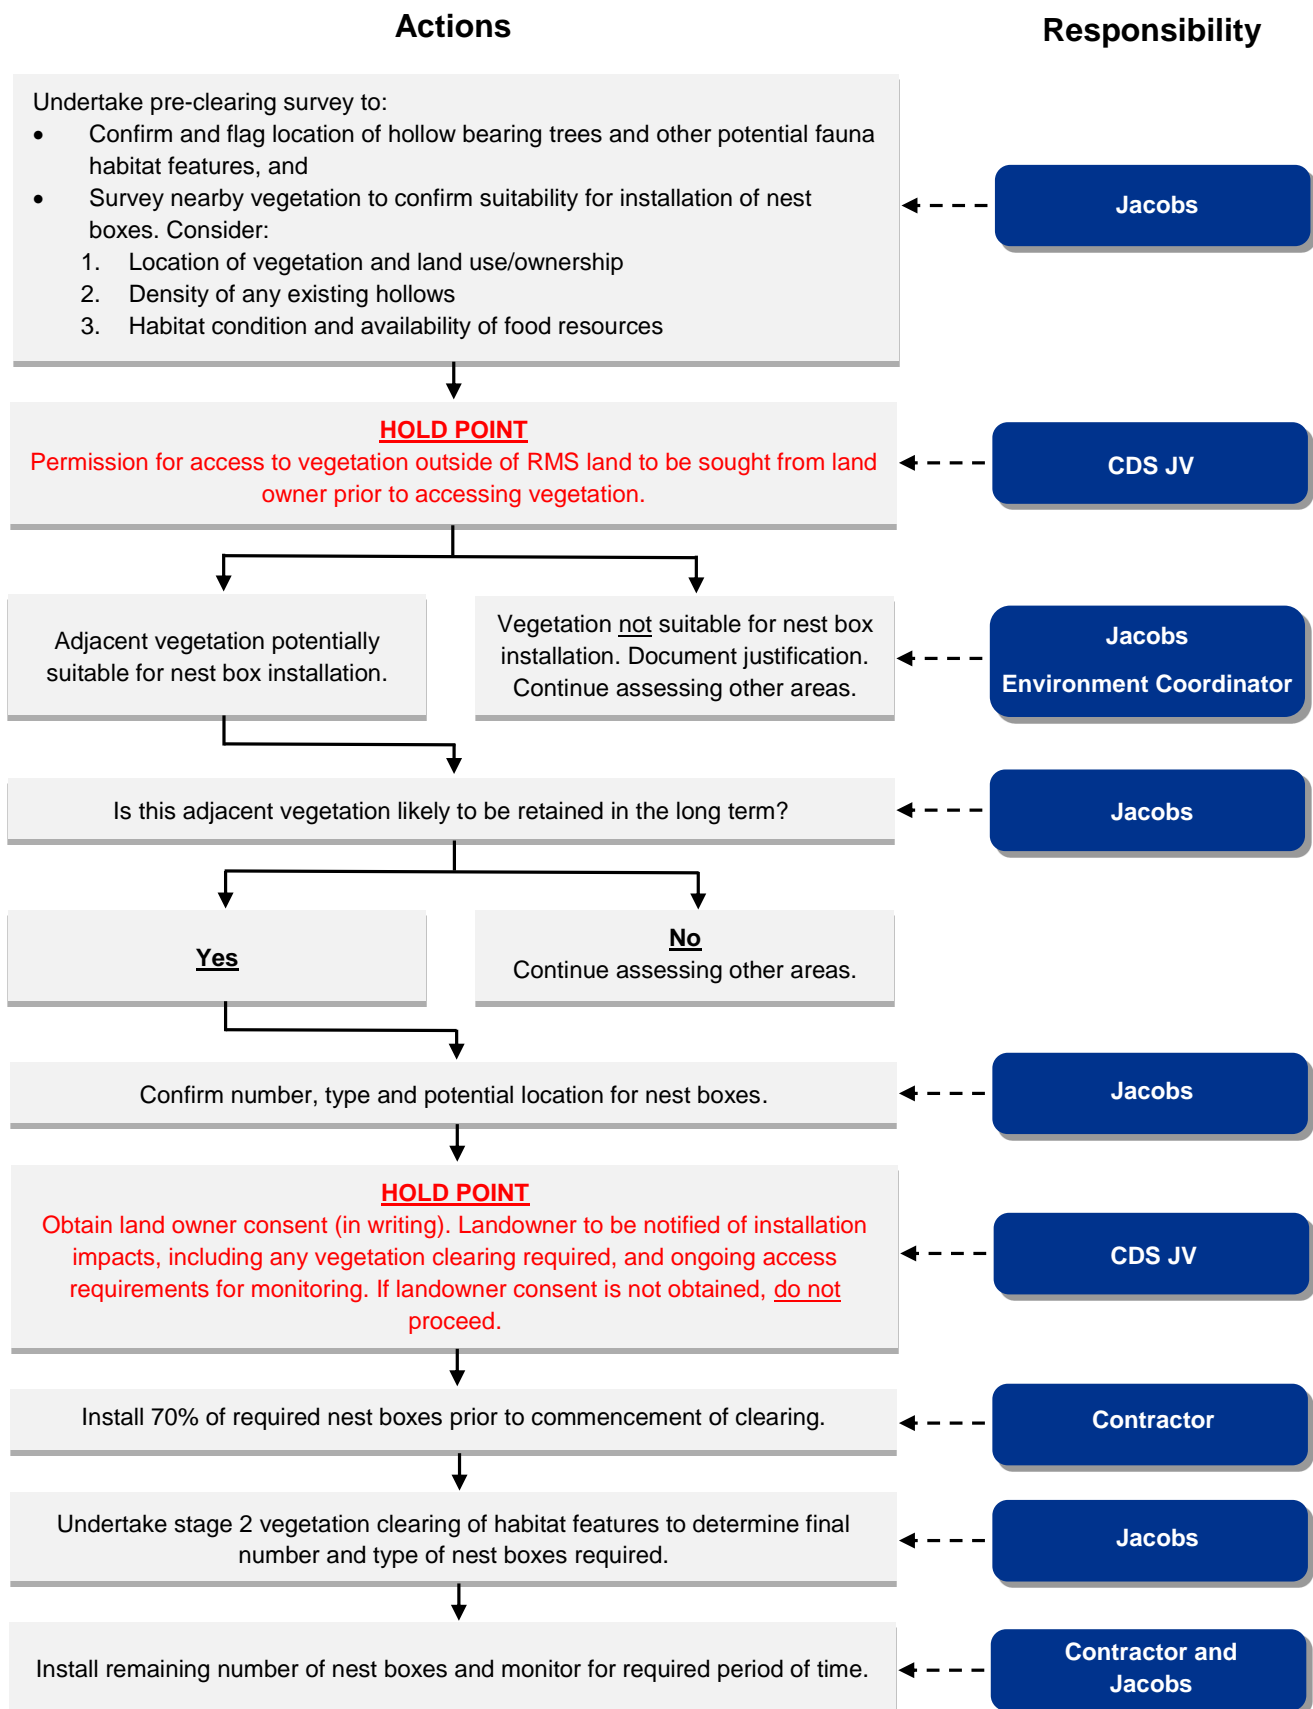 Actions
Responsibility
Undertake pre-clearing survey to:
• Confirm and flag location of hollow bearing trees and other potential fauna
habitat features, and
• Survey nearby vegetation to confirm suitability for installation of nest
boxes. Consider:
1. Location of vegetation and land use/ownership
2. Density of any existing hollows
3. Habitat condition and availability of food resources
Jacobs
HOLD POINT
Permission for access to vegetation outside of RMS land to be sought from land
owner prior to accessing vegetation.
CDS JV
Adjacent vegetation potentially
suitable for nest box installation.
Vegetation not suitable for nest box
installation. Document justification.
Continue assessing other areas.
Jacobs
Environment Coordinator
Is this adjacent vegetation likely to be retained in the long term?
Jacobs
Yes
No
Continue assessing other areas.
Confirm number, type and potential location for nest boxes.
Jacobs
HOLD POINT
Obtain land owner consent (in writing). Landowner to be notified of installation
impacts, including any vegetation clearing required, and ongoing access
requirements for monitoring. If landowner consent is not obtained, do not
proceed.
CDS JV
Install 70% of required nest boxes prior to commencement of clearing.
Contractor
Undertake stage 2 vegetation clearing of habitat features to determine final
number and type of nest boxes required.
Jacobs
Install remaining number of nest boxes and monitor for required period of time.
Contractor and
Jacobs